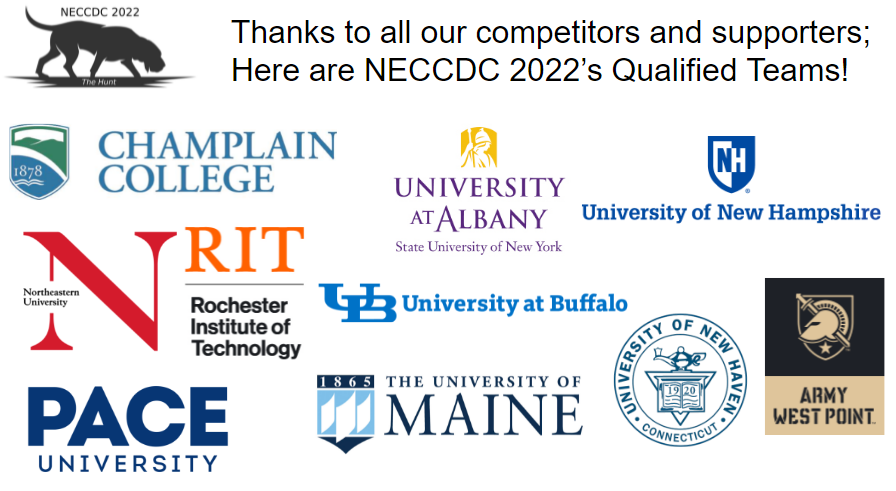 NECCDC 2022
The Hunt
Thanks to all our competitors and supporters;
Here are NECCDC 2022's Qualified Teams!
1878
CHAMPLAIN
COLLEGE
UNIVERSITY
AT ALBANY
State University of New York
NH
University of New Hampshire
Northeastern
University
N
RIT
Rochester
Institute of
Technology
UB University at Buffalo
UNIVERSITY OF NEW HAVEN
1920
CONNECTICUT
ARMY
WEST POINT
PACE
UNIVERSITY
1865
THE UNIVERSITY OF
MAINE